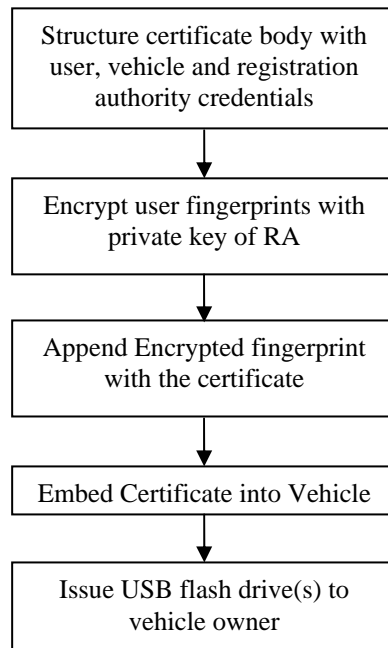 Structure certificate body with
user, vehicle and registration
authority credentials
Encrypt user fingerprints with
private key of RA
Append Encrypted fingerprint
with the certificate
Embed Certificate into Vehicle
Issue USB flash drive(s) to
vehicle owner